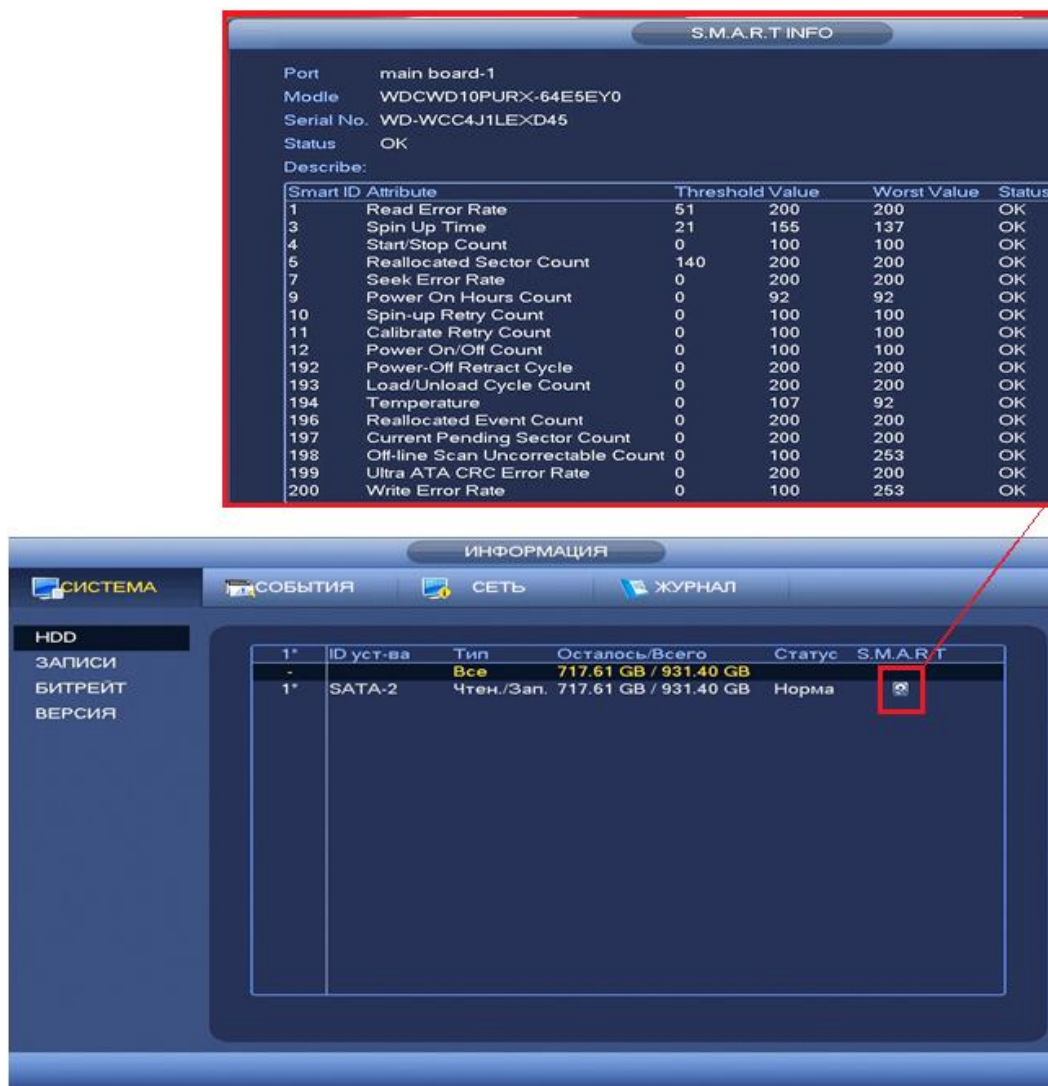 S.M.A.R.T INFO
Port main board-1
Modle WDCWD10PURX-64E5EY0
Serial No. WD-WCC4J1LEXD45
Status OK
Describe:
Smart ID Attribute Threshold Value Worst Value Status
1 Read Error Rate 51 200 200 OK
3 Spin Up Time 21 155 137 OK
4 Start/Stop Count 0 100 100 OK
5 Reallocated Sector Count 140 200 200 OK
7 Seek Error Rate 0 200 200 OK
9 Power On Hours Count 0 92 92 OK
10 Spin-up Retry Count 0 100 100 OK
11 Calibrate Retry Count 0 100 100 OK
12 Power On/Off Count 0 100 100 OK
192 Power-Off Retract Cycle 0 200 200 OK
193 Load/Unload Cycle Count 0 200 200 OK
194 Temperature 0 107 92 OK
196 Reallocated Event Count 0 200 200 OK
197 Current Pending Sector Count 0 200 200 OK
198 Off-line Scan Uncorrectable Count 0 100 253 OK
199 Ultra ATA CRC Error Rate 0 200 200 OK
200 Write Error Rate 0 100 253 OK
ИНФОРМАЦИЯ
СИСТЕМА СОБЫТИЯ СЕТЬ ЖУРНАЛ
HDD
ЗАПИСИ
БИТРЕЙТ
ВЕРСИЯ
1* ID уст-ва Тип Осталось/Всего Статус S.M.A.R.T
- Все 717.61 GB / 931.40 GB
1* SATA-2 Чтен./Зап. 717.61 GB / 931.40 GB Норма